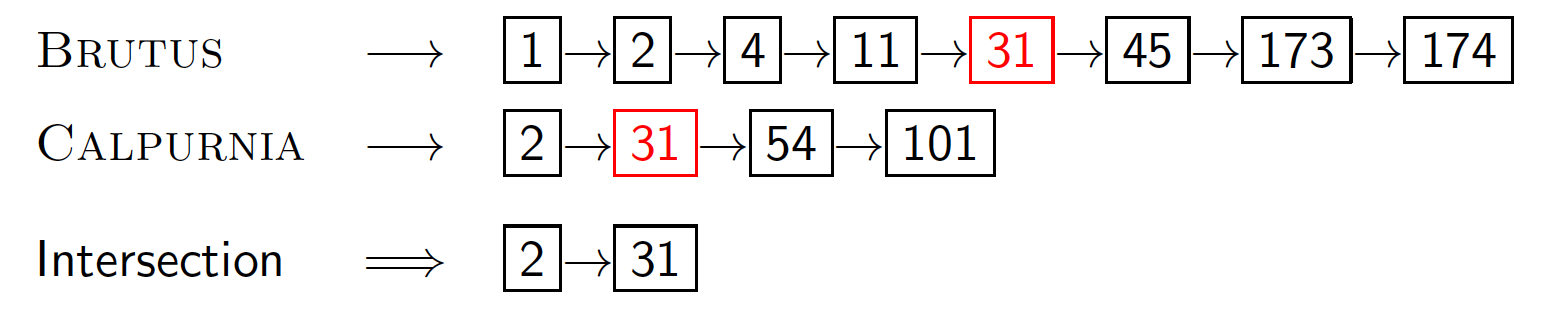 BRUTUS ⟶ 1 → 2 → 4 → 11 → 31 → 45 → 173 → 174
CALPURNIA ⟶ 2 → 31 → 54 → 101
Intersection ⟹ 2 → 31